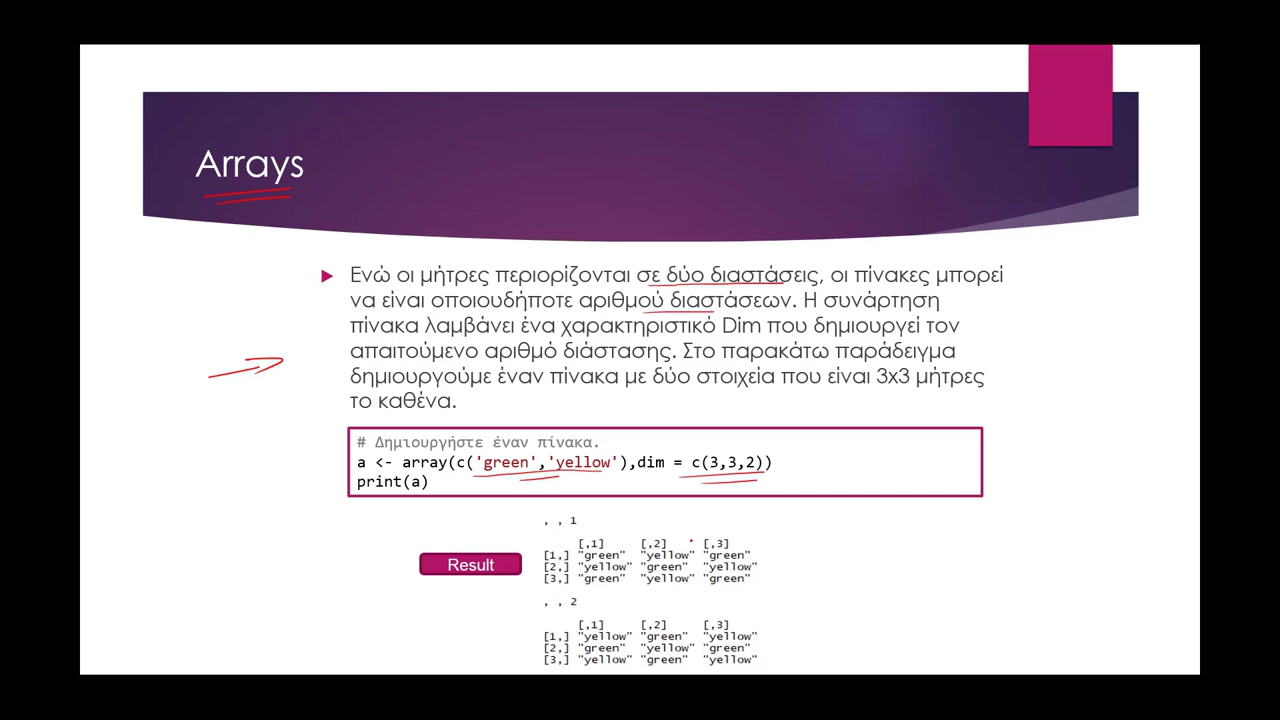 Arrays
Ενώ οι μήτρες περιορίζονται σε δύο διαστάσεις, οι πίνακες μπορεί
να είναι οποιουδήποτε αριθμού διαστάσεων. Η συνάρτηση
πίνακα λαμβάνει ένα χαρακτηριστικό Dim που δημιουργεί τον
απαιτούμενο αριθμό διάστασης. Στο παρακάτω παράδειγμα
δημιουργούμε έναν πίνακα με δύο στοιχεία που είναι 3x3 μήτρες
το καθένα.
# Δημιουργήστε έναν πίνακα.
a <- array(c('green','yellow'),dim = c(3,3,2))
print(a)
Result
, , 1
[,1] [,2] [,3]
[1,] "green" "yellow" "green"
[2,] "yellow" "green" "yellow"
[3,] "green" "yellow" "green"
, , 2
[,1] [,2] [,3]
[1,] "yellow" "green" "yellow"
[2,] "green" "yellow" "green"
[3,] "yellow" "green" "yellow"